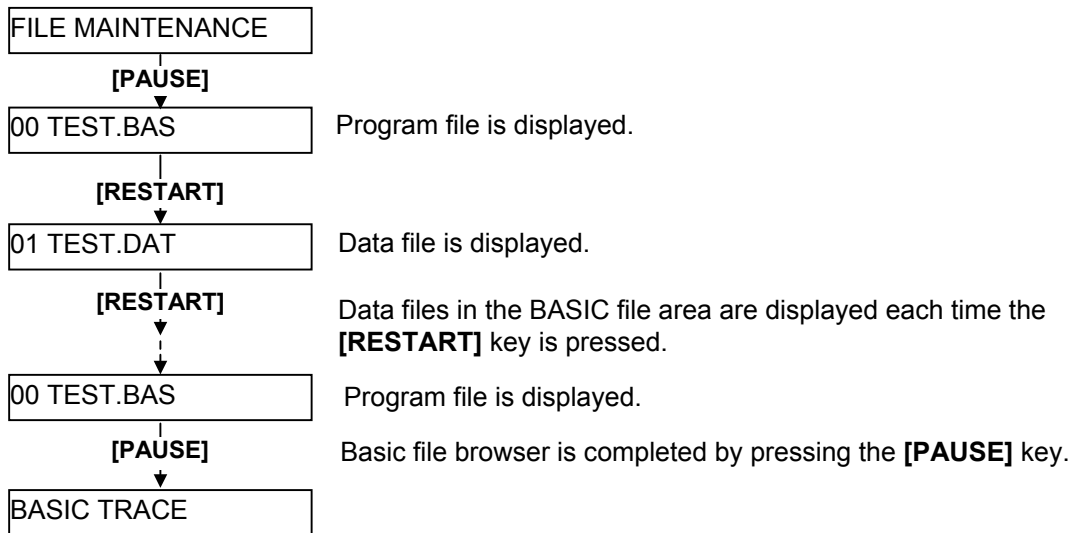 FILE MAINTENANCE
[PAUSE]
00 TEST.BAS
Program file is displayed.
[RESTART]
01 TEST.DAT
Data file is displayed.
[RESTART]
Data files in the BASIC file area are displayed each time the
[RESTART] key is pressed.
00 TEST.BAS
Program file is displayed.
[PAUSE]
Basic file browser is completed by pressing the [PAUSE] key.
BASIC TRACE